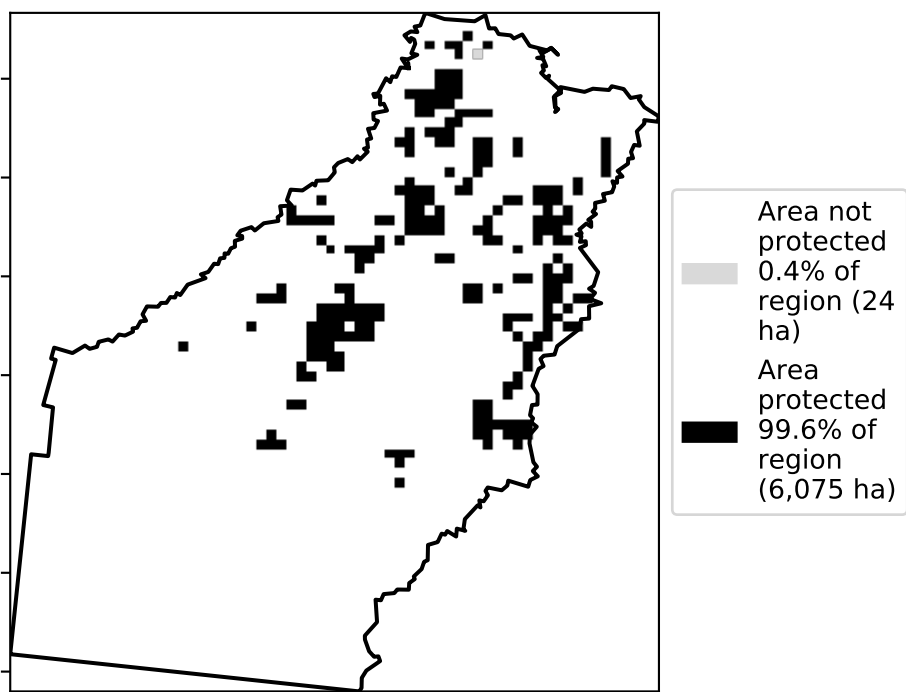 Area not
protected
0.4% of
region (24
ha)
Area
protected
99.6% of
region
(6,075 ha)